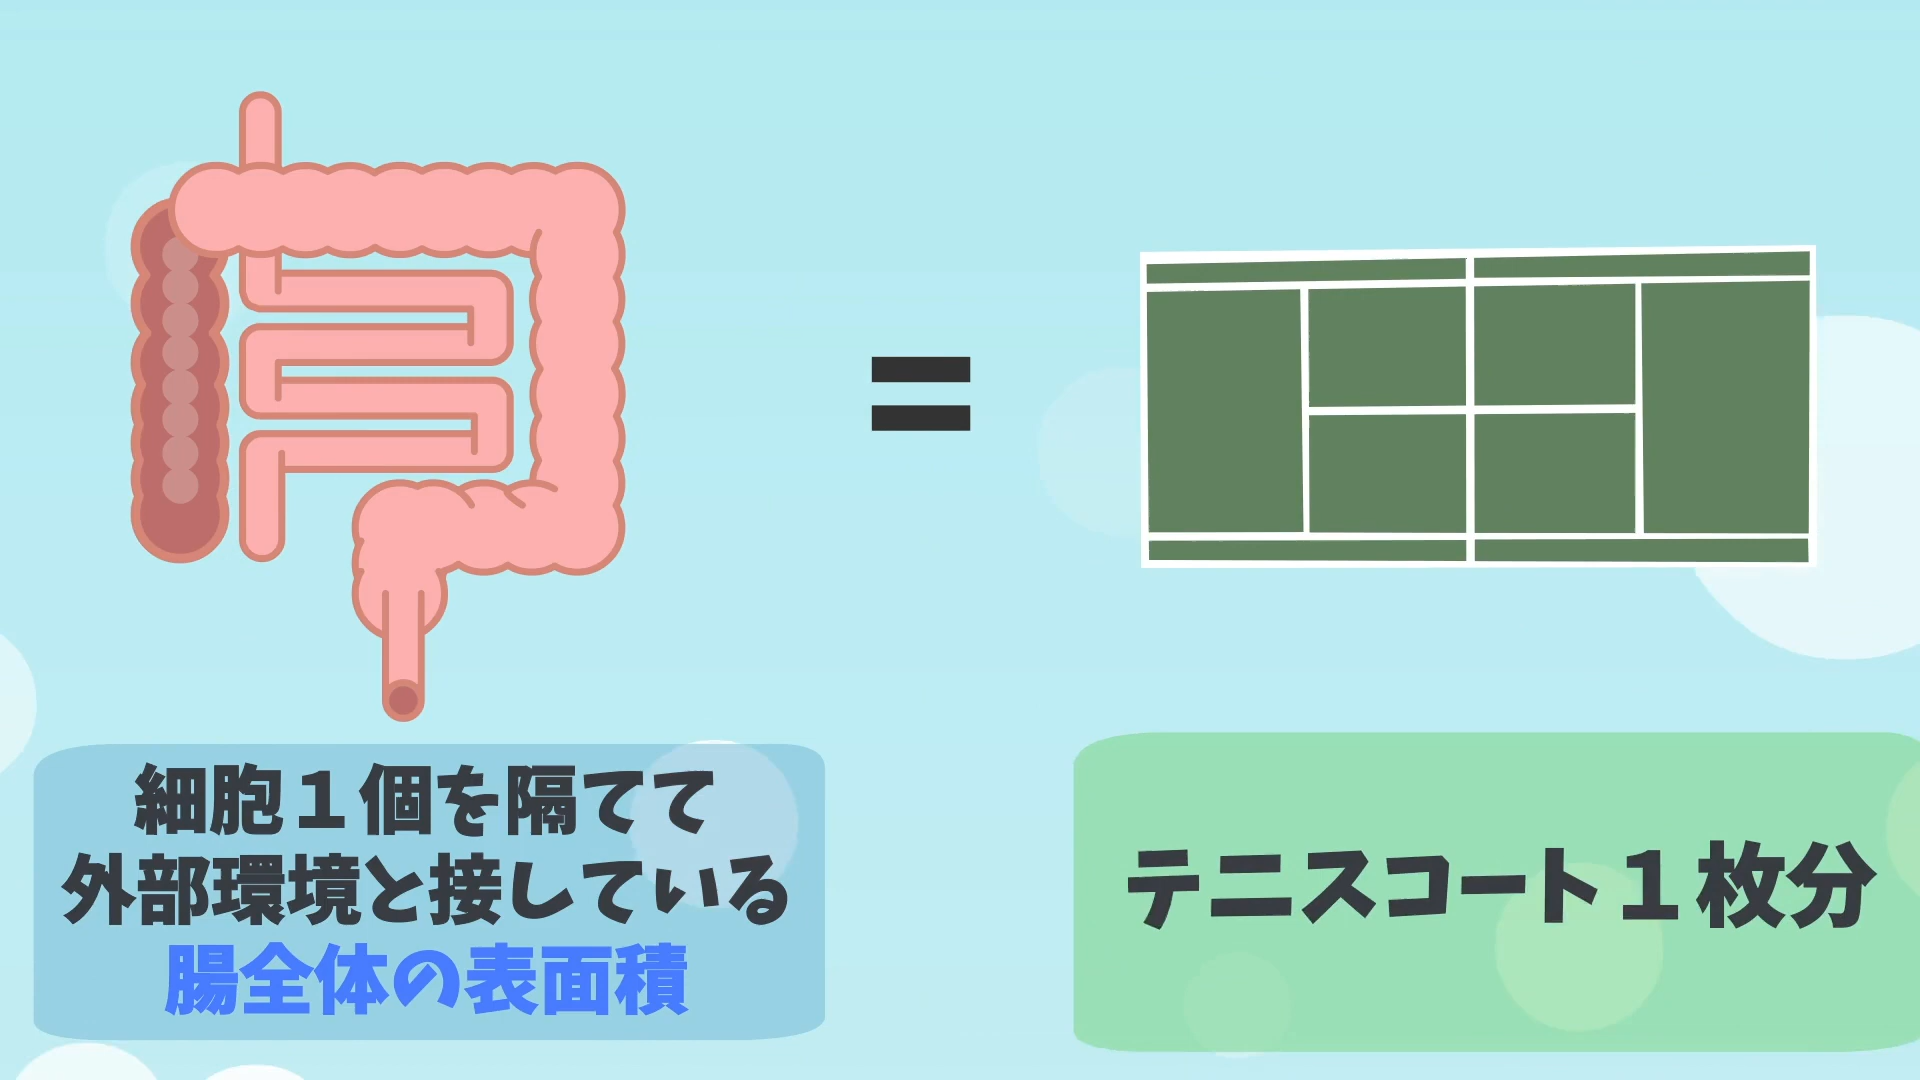 細胞１個を隔てて
外部環境と接している
腸全体の表面積
=
テニスコート１枚分